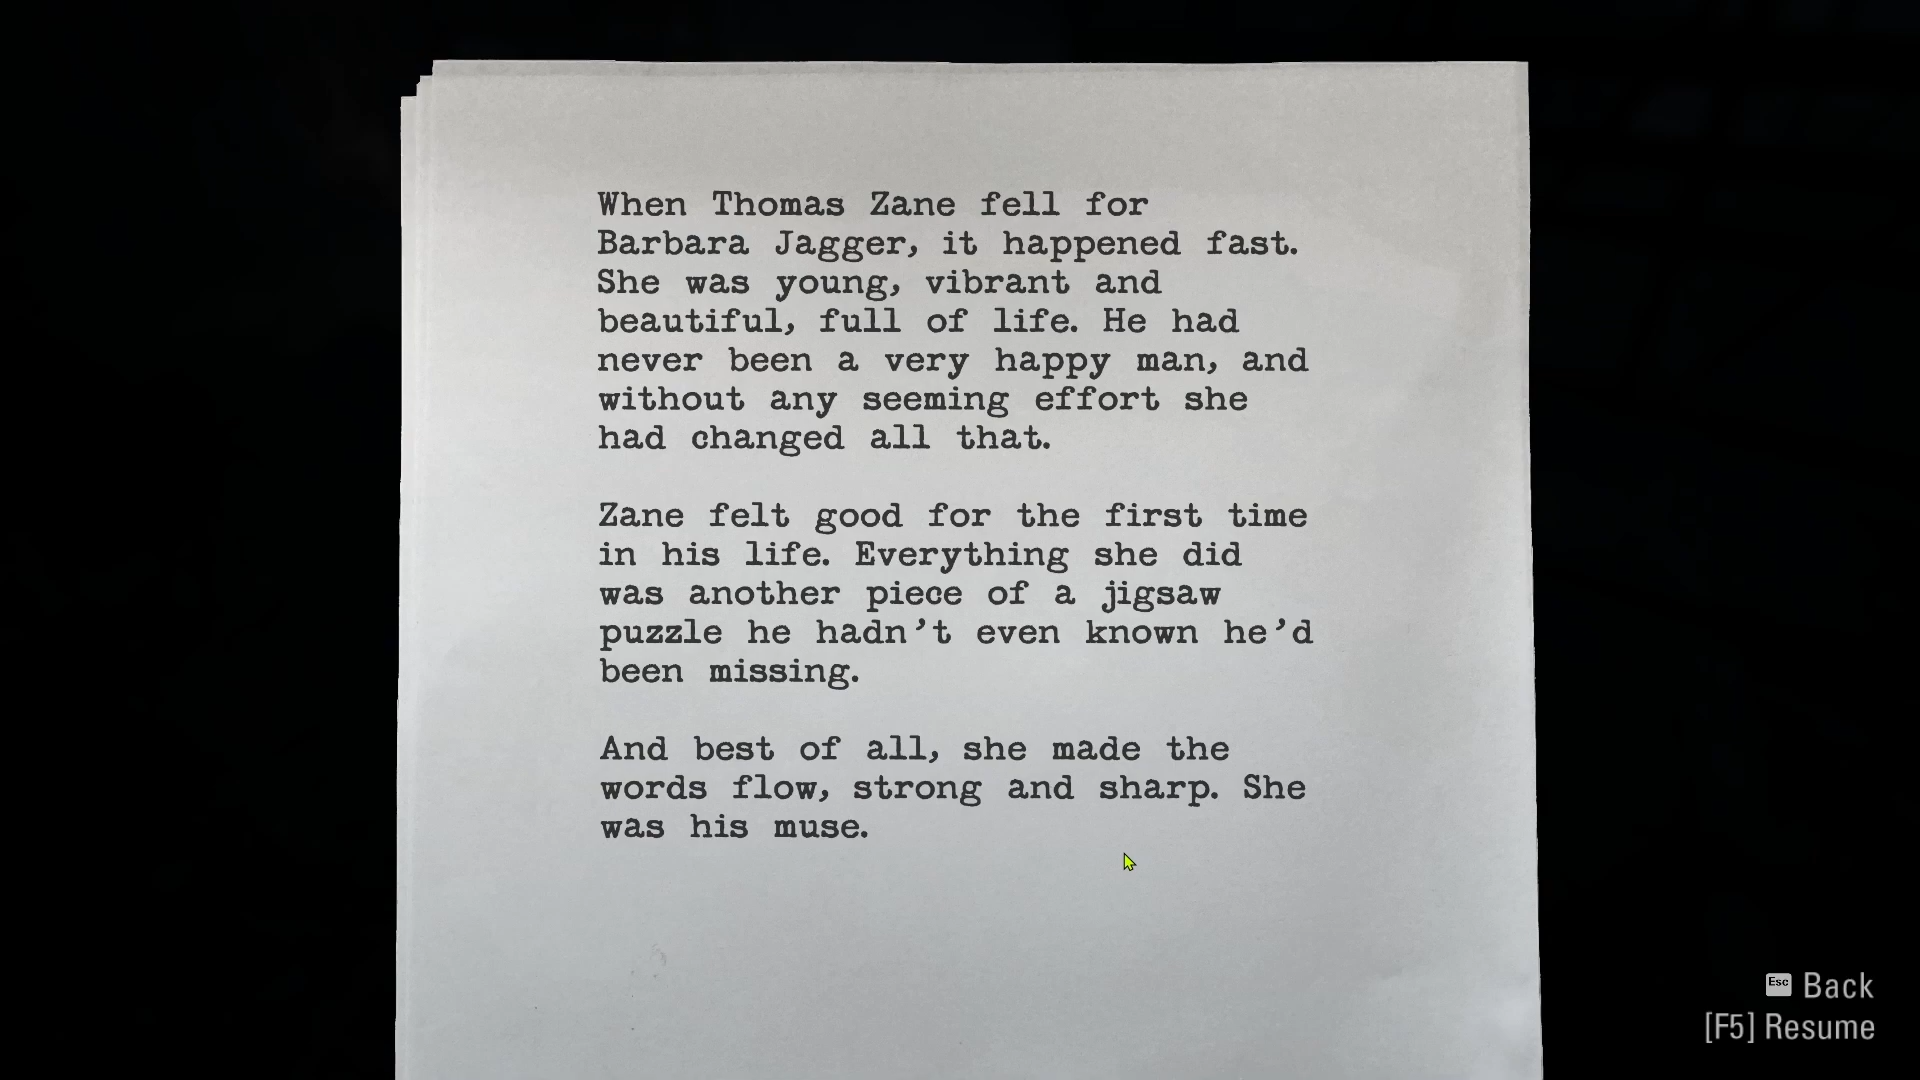 When Thomas Zane fell for
Barbara Jagger, it happened fast.
She was young, vibrant and
beautiful, full of life. He had
never been a very happy man, and
without any seeming effort she
had changed all that.
Zane felt good for the first time
in his life. Everything she did
was another piece of a jigsaw
puzzle he hadn’t even known he’d
been missing.
And best of all, she made the
words flow, strong and sharp. She
was his muse.
Esc Back
[F5] Resume